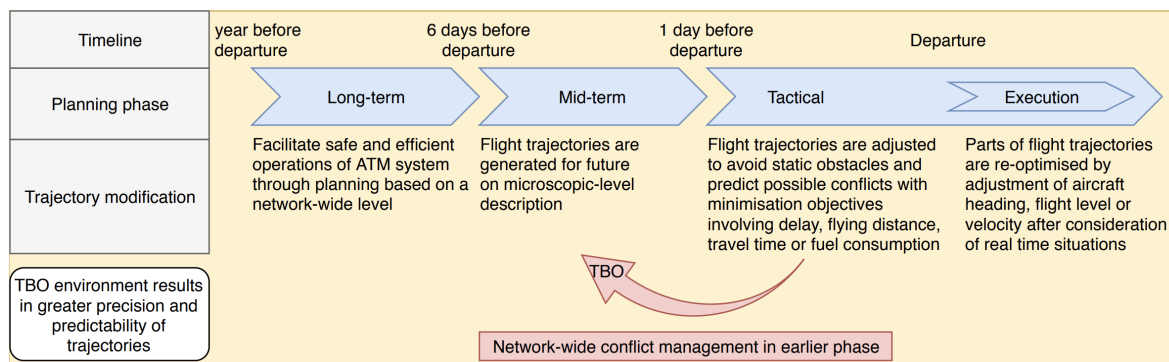 Timeline
year before
departure
6 days before
departure
1 day before
departure
Departure
Planning phase
Long-term
Mid-term
Tactical
Execution
Trajectory modification
Facilitate safe and efficient
operations of ATM system
through planning based on a
network-wide level
Flight trajectories are
generated for future
on microscopic-level
description
Flight trajectories are adjusted
to avoid static obstacles and
predict possible conflicts with
minimisation objectives
involving delay, flying distance,
travel time or fuel consumption
Parts of flight trajectories
are re-optimised by
adjustment of aircraft
heading, flight level or
velocity after consideration
of real time situations
TBO environment results
in greater precision and
predictability of
trajectories
TBO
Network-wide conflict management in earlier phase